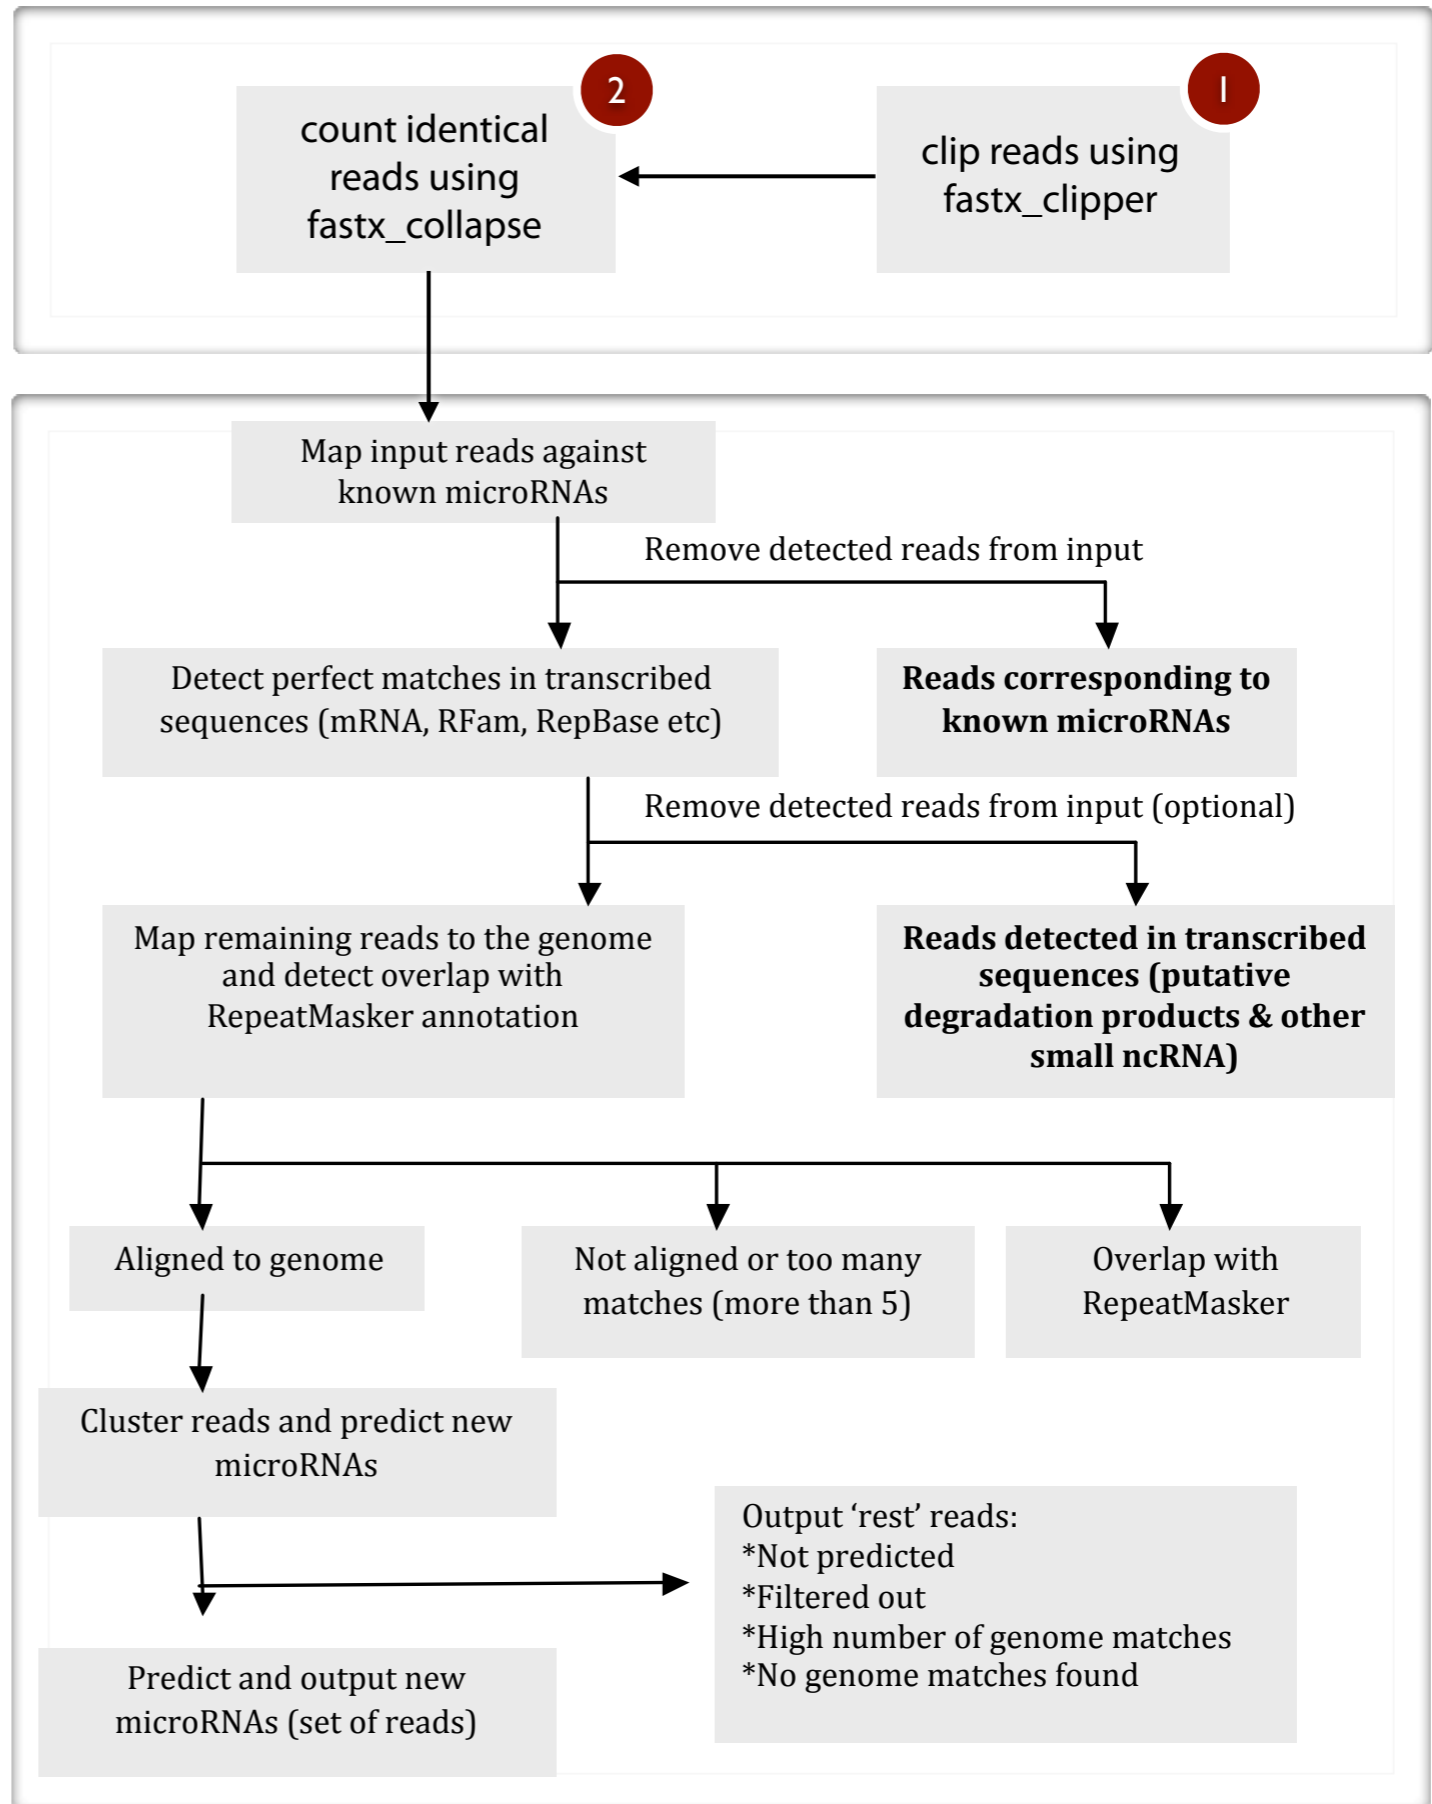 2
count identical
reads using
fastx_collapse
1
clip reads using
fastx_clipper
Map input reads against
known microRNAs
Remove detected reads from input
Detect perfect matches in transcribed
sequences (mRNA, RFam, RepBase etc)
Reads corresponding to
known microRNAs
Remove detected reads from input (optional)
Map remaining reads to the genome
and detect overlap with
RepeatMasker annotation
Reads detected in transcribed
sequences (putative
degradation products & other
small ncRNA)
Aligned to genome
Not aligned or too many
matches (more than 5)
Overlap with
RepeatMasker
Cluster reads and predict new
microRNAs
Output ‘rest’ reads:
*Not predicted
*Filtered out
*High number of genome matches
*No genome matches found
Predict and output new
microRNAs (set of reads)